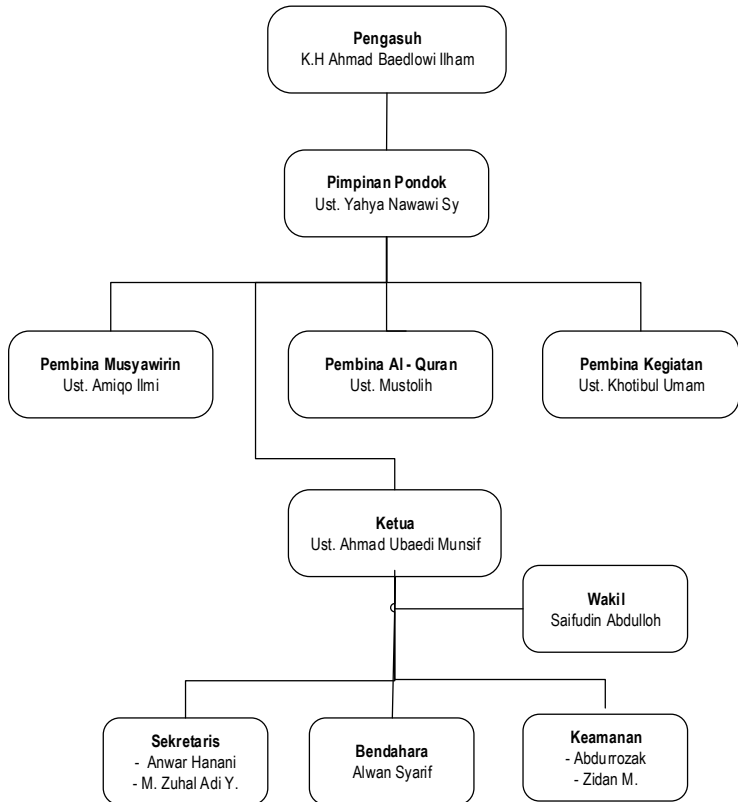 Pengasuh
K.H Ahmad Baedlowi Ilham
Pimpinan Pondok
Ust. Yahya Nawawi Sy
Pembina Musyawirin
Ust. Amiqo Ilmi
Pembina Al - Quran
Ust. Mustolih
Pembina Kegiatan
Ust. Khotibul Umam
Ketua
Ust. Ahmad Ubaedi Munsif
Wakil
Saifudin Abdulloh
Sekretaris
- Anwar Hanani
- M. Zuhal Adi Y.
Bendahara
Alwan Syarif
Keamanan
- Abdurrozak
- Zidan M.